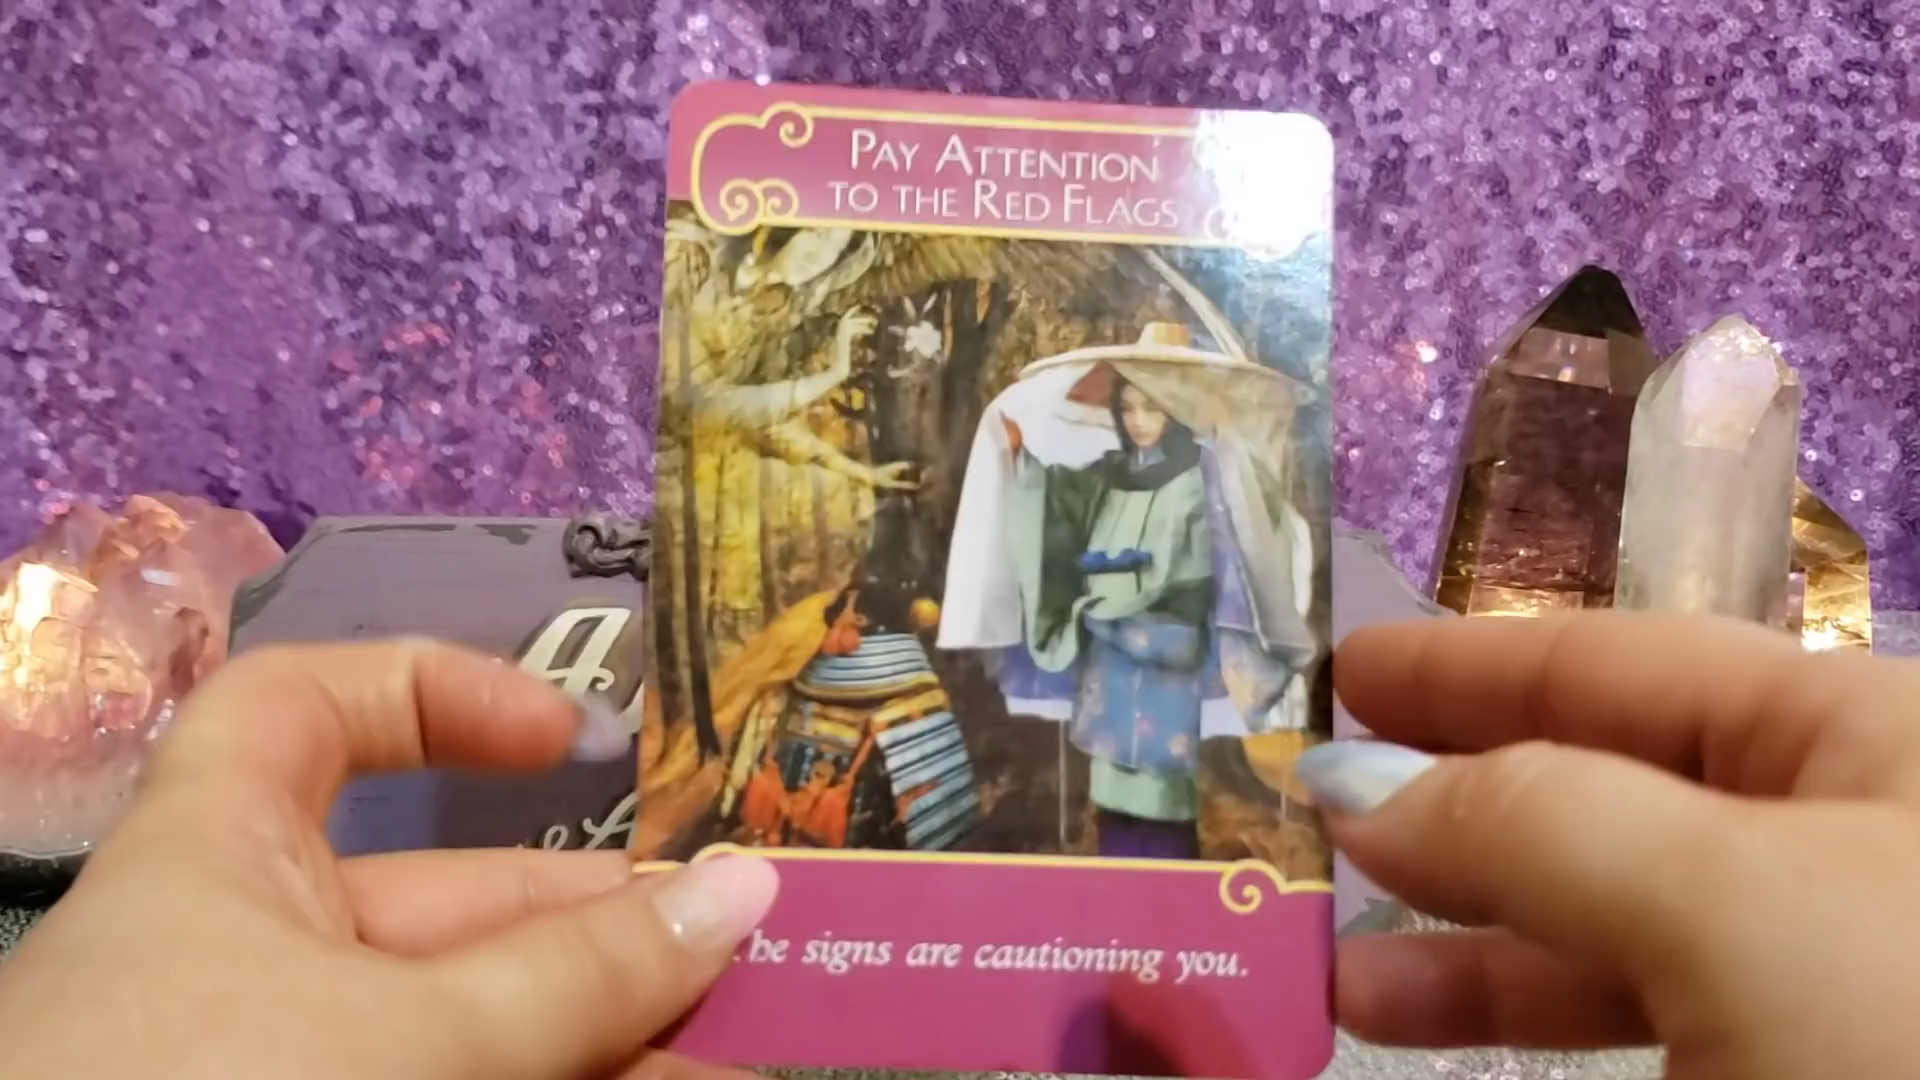 PAY ATTENTION
TO THE RED FLAGS
he signs are cautioning you.